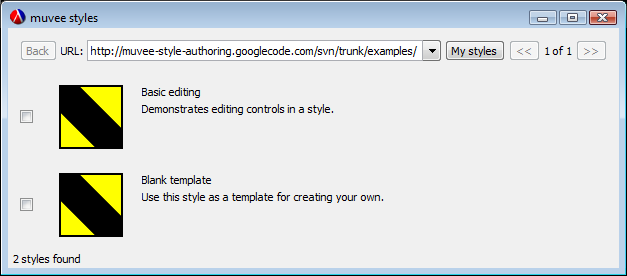 muvee styles
Back URL: http://muvee-style-authoring.googlecode.com/svn/trunk/examples/ My styles << 1 of 1 >>
Basic editing
Demonstrates editing controls in a style.
Blank template
Use this style as a template for creating your own.
2 styles found